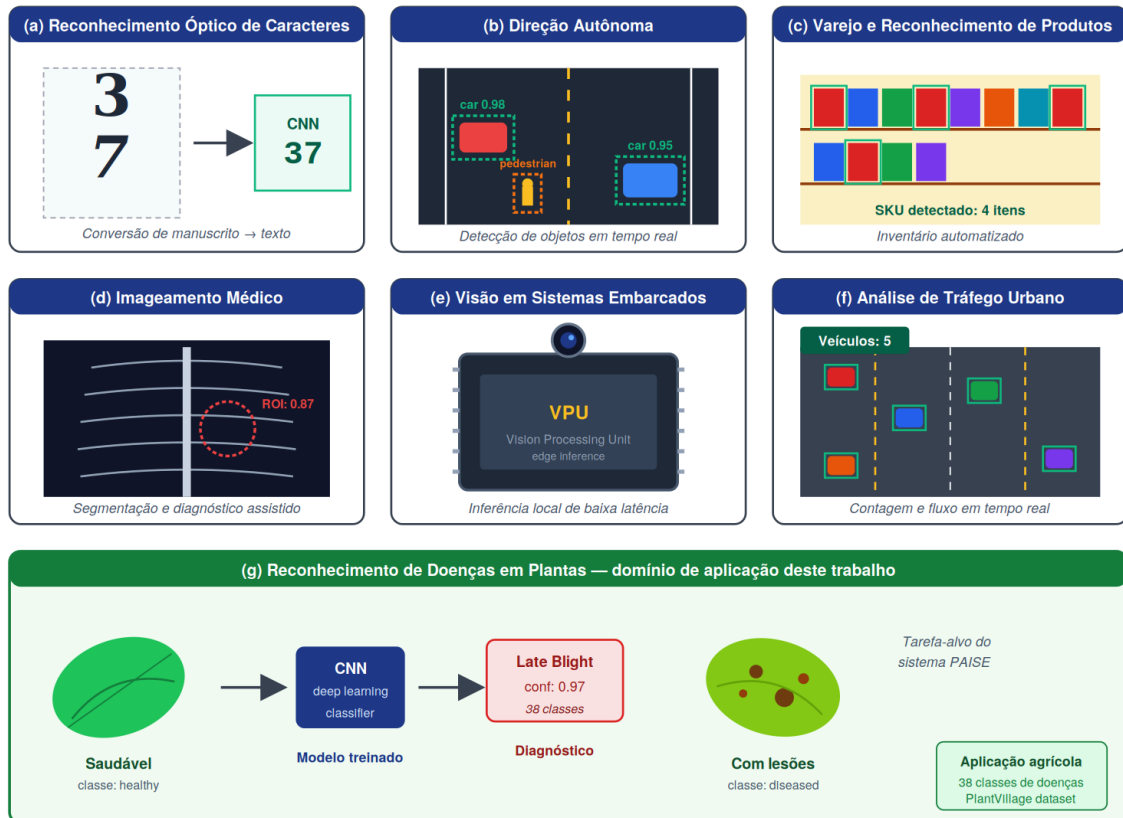 (a) Reconhecimento Óptico de Caracteres
3
7
CNN
37
Conversão de manuscrito → texto
(b) Direção Autônoma
car 0.98
car 0.95
pedestrian
Detecção de objetos em tempo real
(c) Varejo e Reconhecimento de Produtos
SKU detectado: 4 itens
Inventário automatizado
(d) Imageamento Médico
ROI: 0.87
Segmentação e diagnóstico assistido
(e) Visão em Sistemas Embarcados
VPU
Vision Processing Unit
edge inference
Inferência local de baixa latência
(f) Análise de Tráfego Urbano
Veículos: 5
Contagem e fluxo em tempo real
(g) Reconhecimento de Doenças em Plantas — domínio de aplicação deste trabalho
Saudável
classe: healthy
CNN
deep learning
classifier
Modelo treinado
Late Blight
conf: 0.97
38 classes
Diagnóstico
Com lesões
classe: diseased
Tarefa-alvo do
sistema PAISE
Aplicação agrícola
38 classes de doenças
PlantVillage dataset